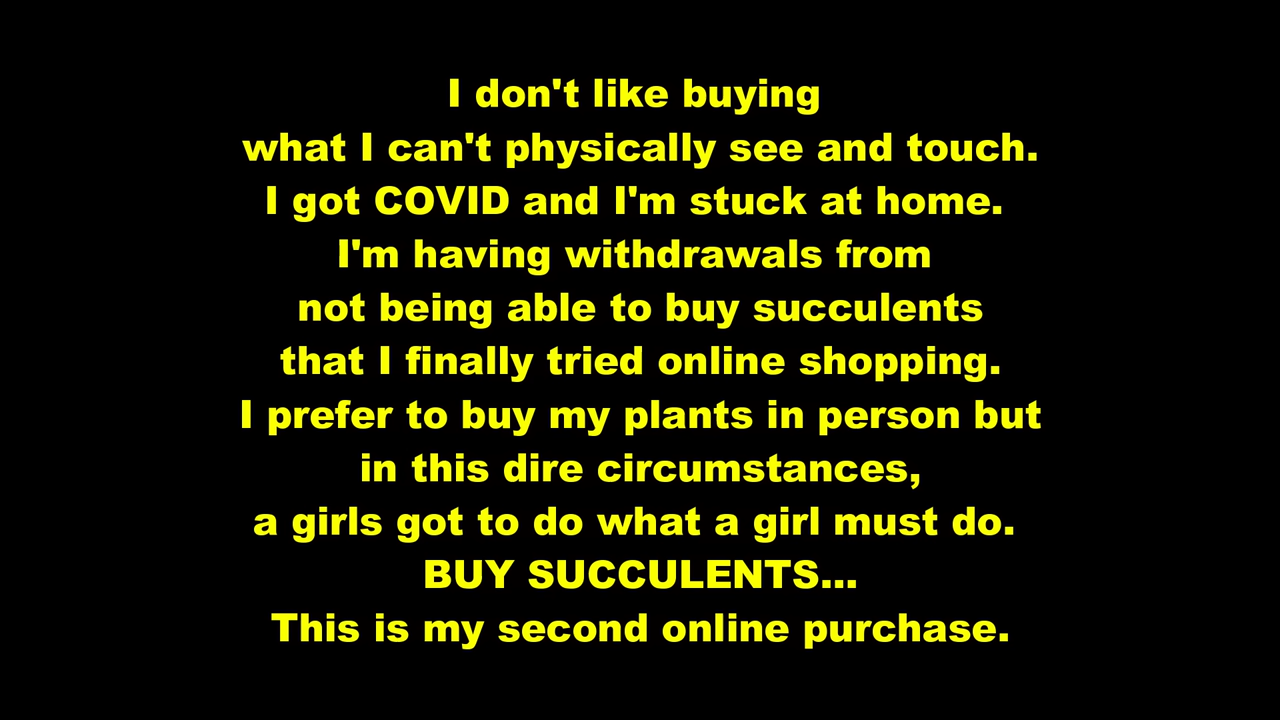 I don't like buying
what I can't physically see and touch.
I got COVID and I'm stuck at home.
I'm having withdrawals from
not being able to buy succulents
that I finally tried online shopping.
I prefer to buy my plants in person but
in this dire circumstances,
a girls got to do what a girl must do.
BUY SUCCULENTS...
This is my second online purchase.